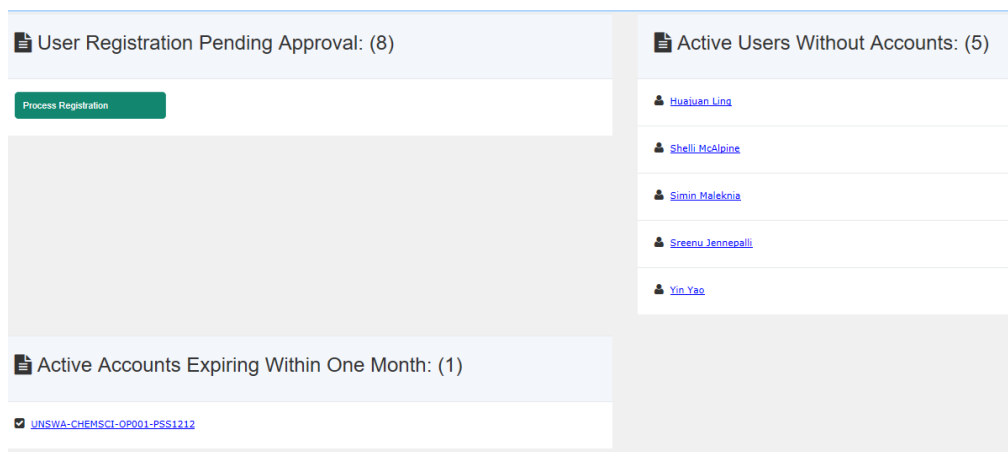 User Registration Pending Approval: (8)
Process Registration
Active Users Without Accounts: (5)
Huajuan Ling
Shelli McAlpine
Simin Maleknia
Sreenu Jennepalli
Yin Yao
Active Accounts Expiring Within One Month: (1)
UNSWA-CHEMSCI-OP001-PSS1212